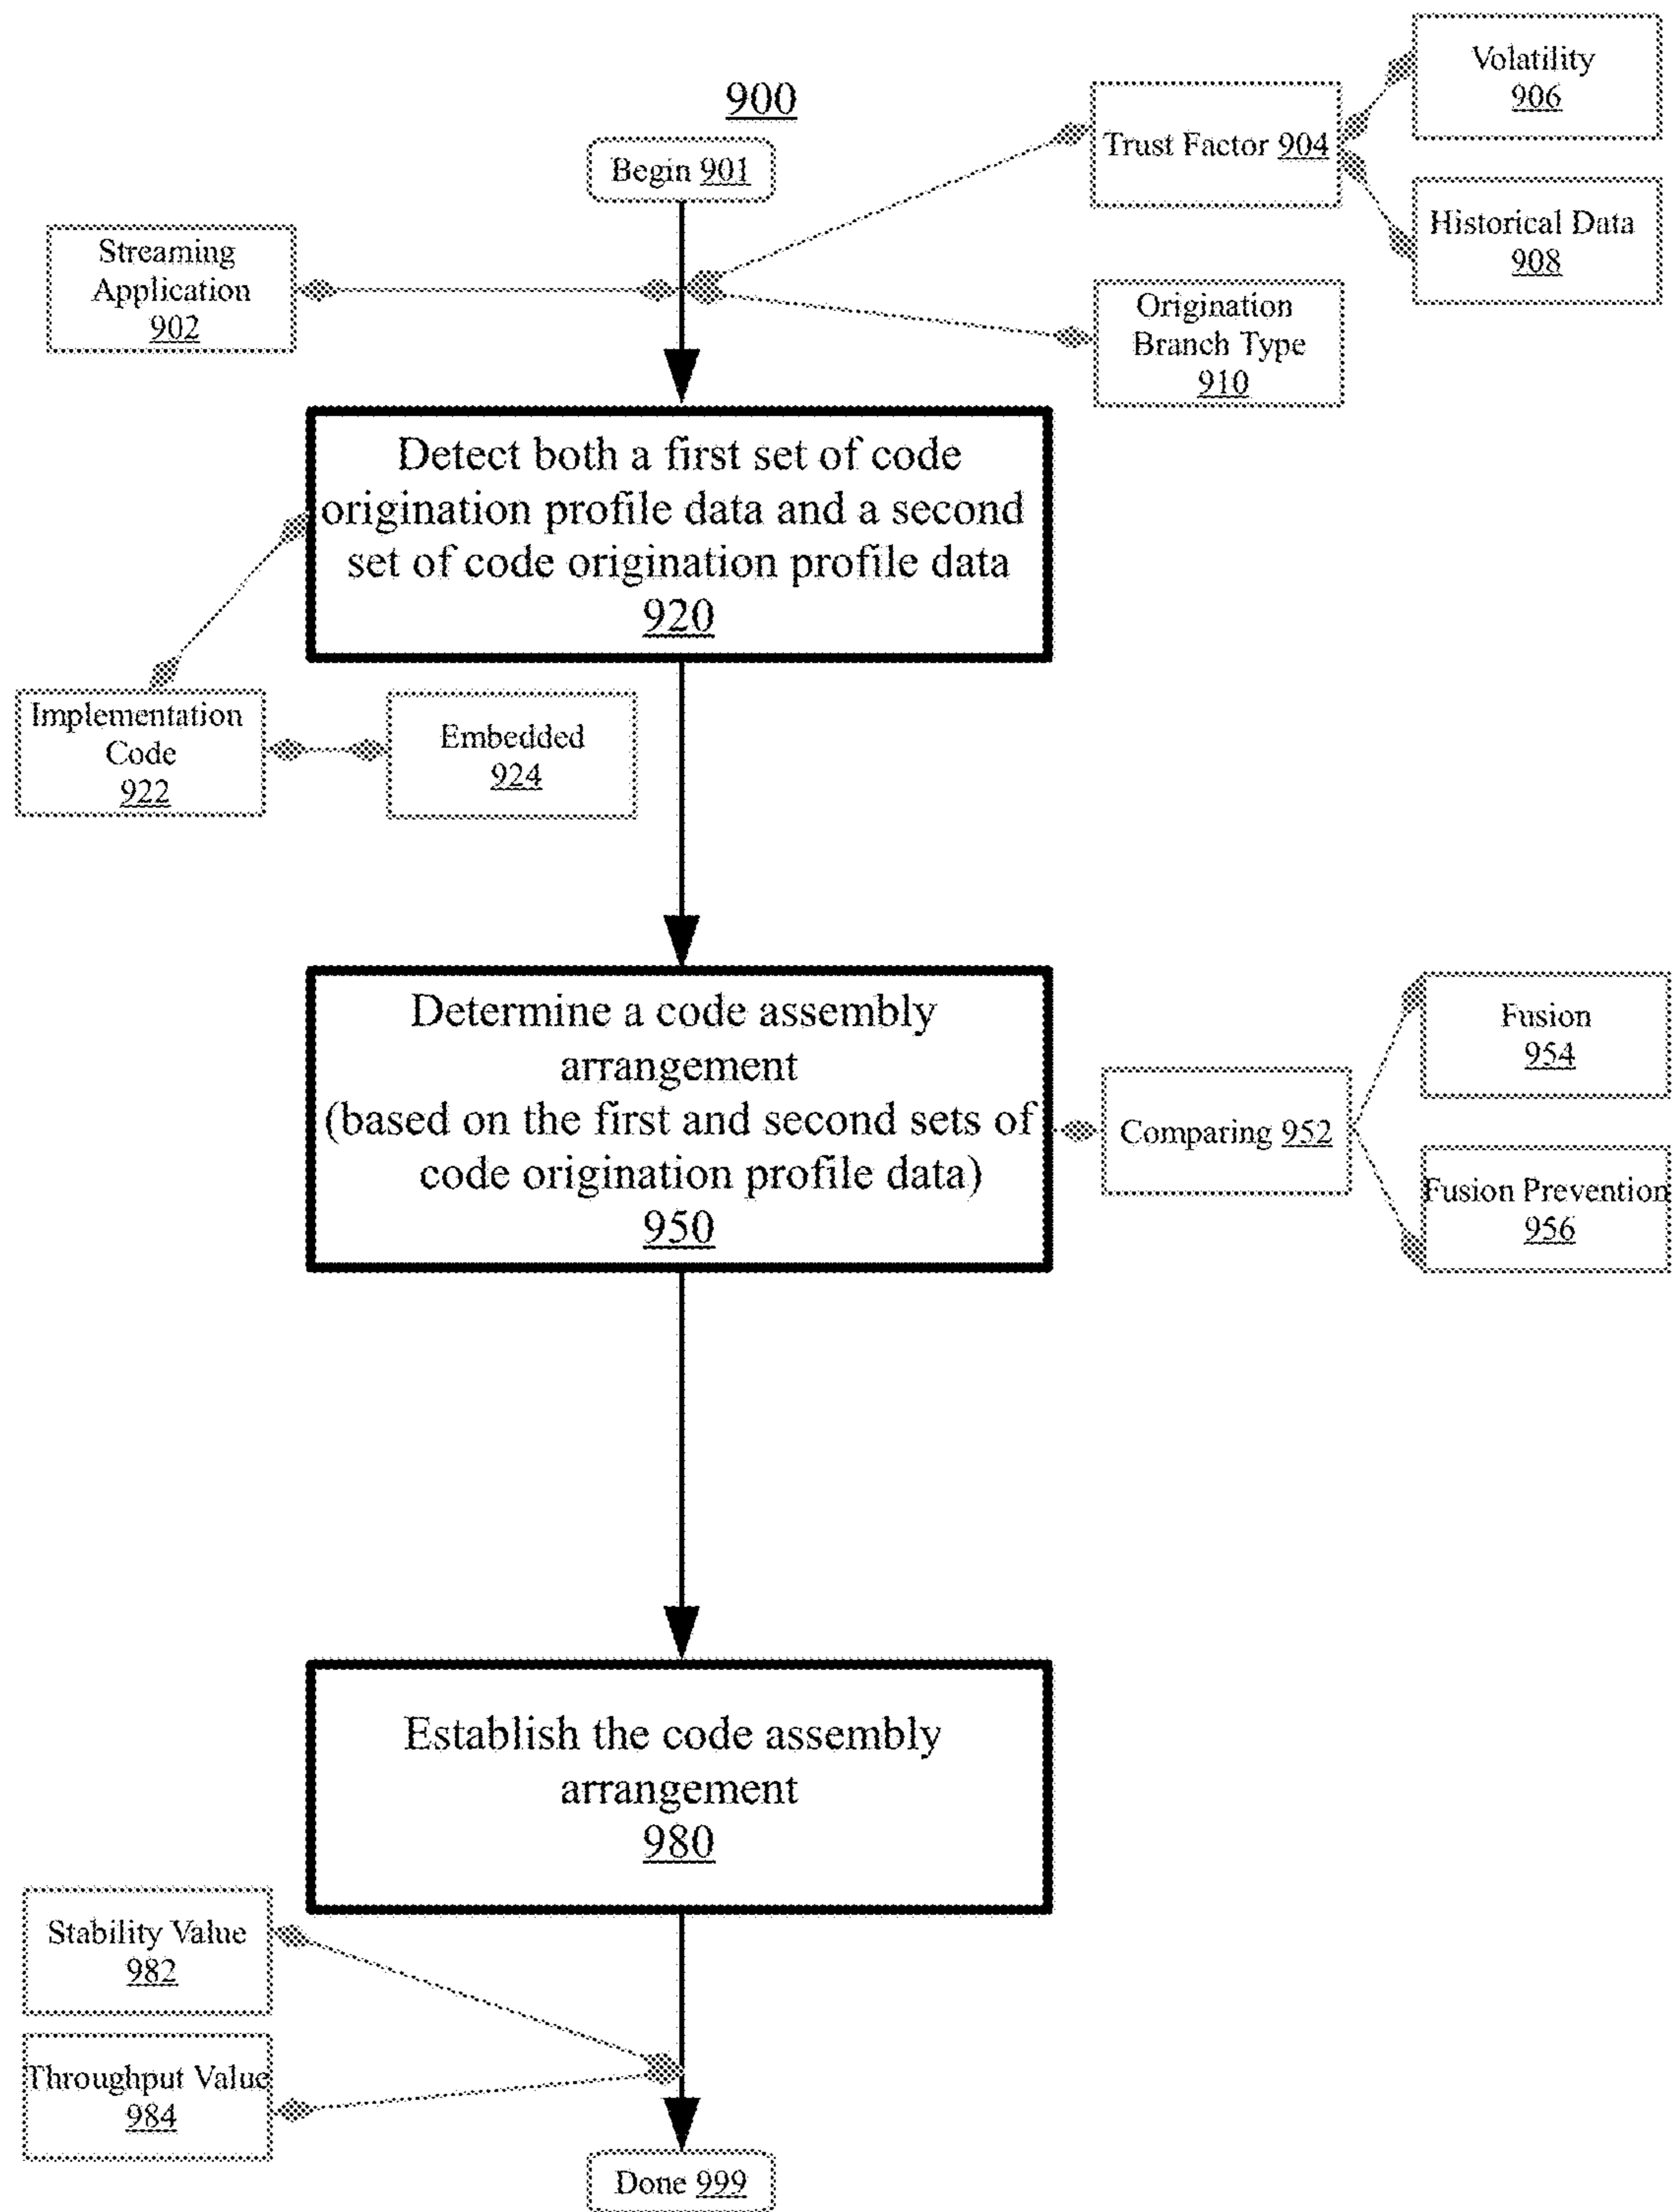 900
Begin 901
Streaming
Application
902
Trust Factor 904
Volatility
906
Historical Data
908
Origination
Branch Type
910
Detect both a first set of code
origination profile data and a second
set of code origination profile data
920
Implementation
Code
922
Embedded
924
Determine a code assembly
arrangement
(based on the first and second sets of
code origination profile data)
950
Comparing 952
Fusion
954
Fusion Prevention
956
Establish the code assembly
arrangement
980
Stability Value
982
Throughput Value
984
Done 999